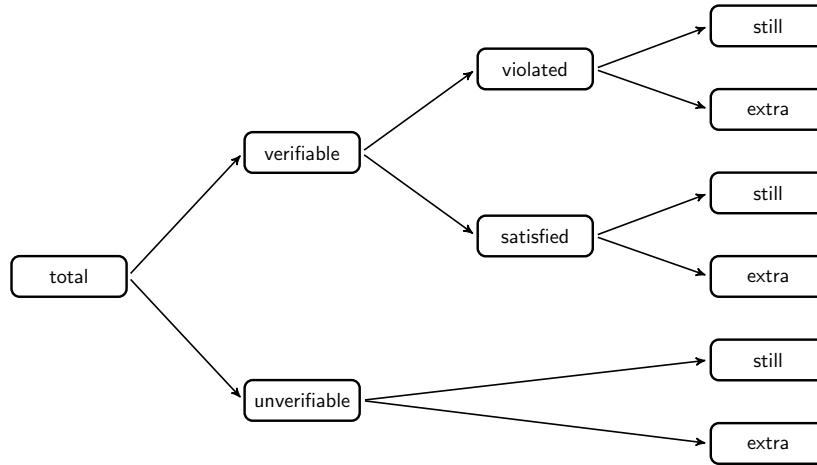 still
violated
extra
verifiable
still
satisfied
total
extra
still
unverifiable
extra